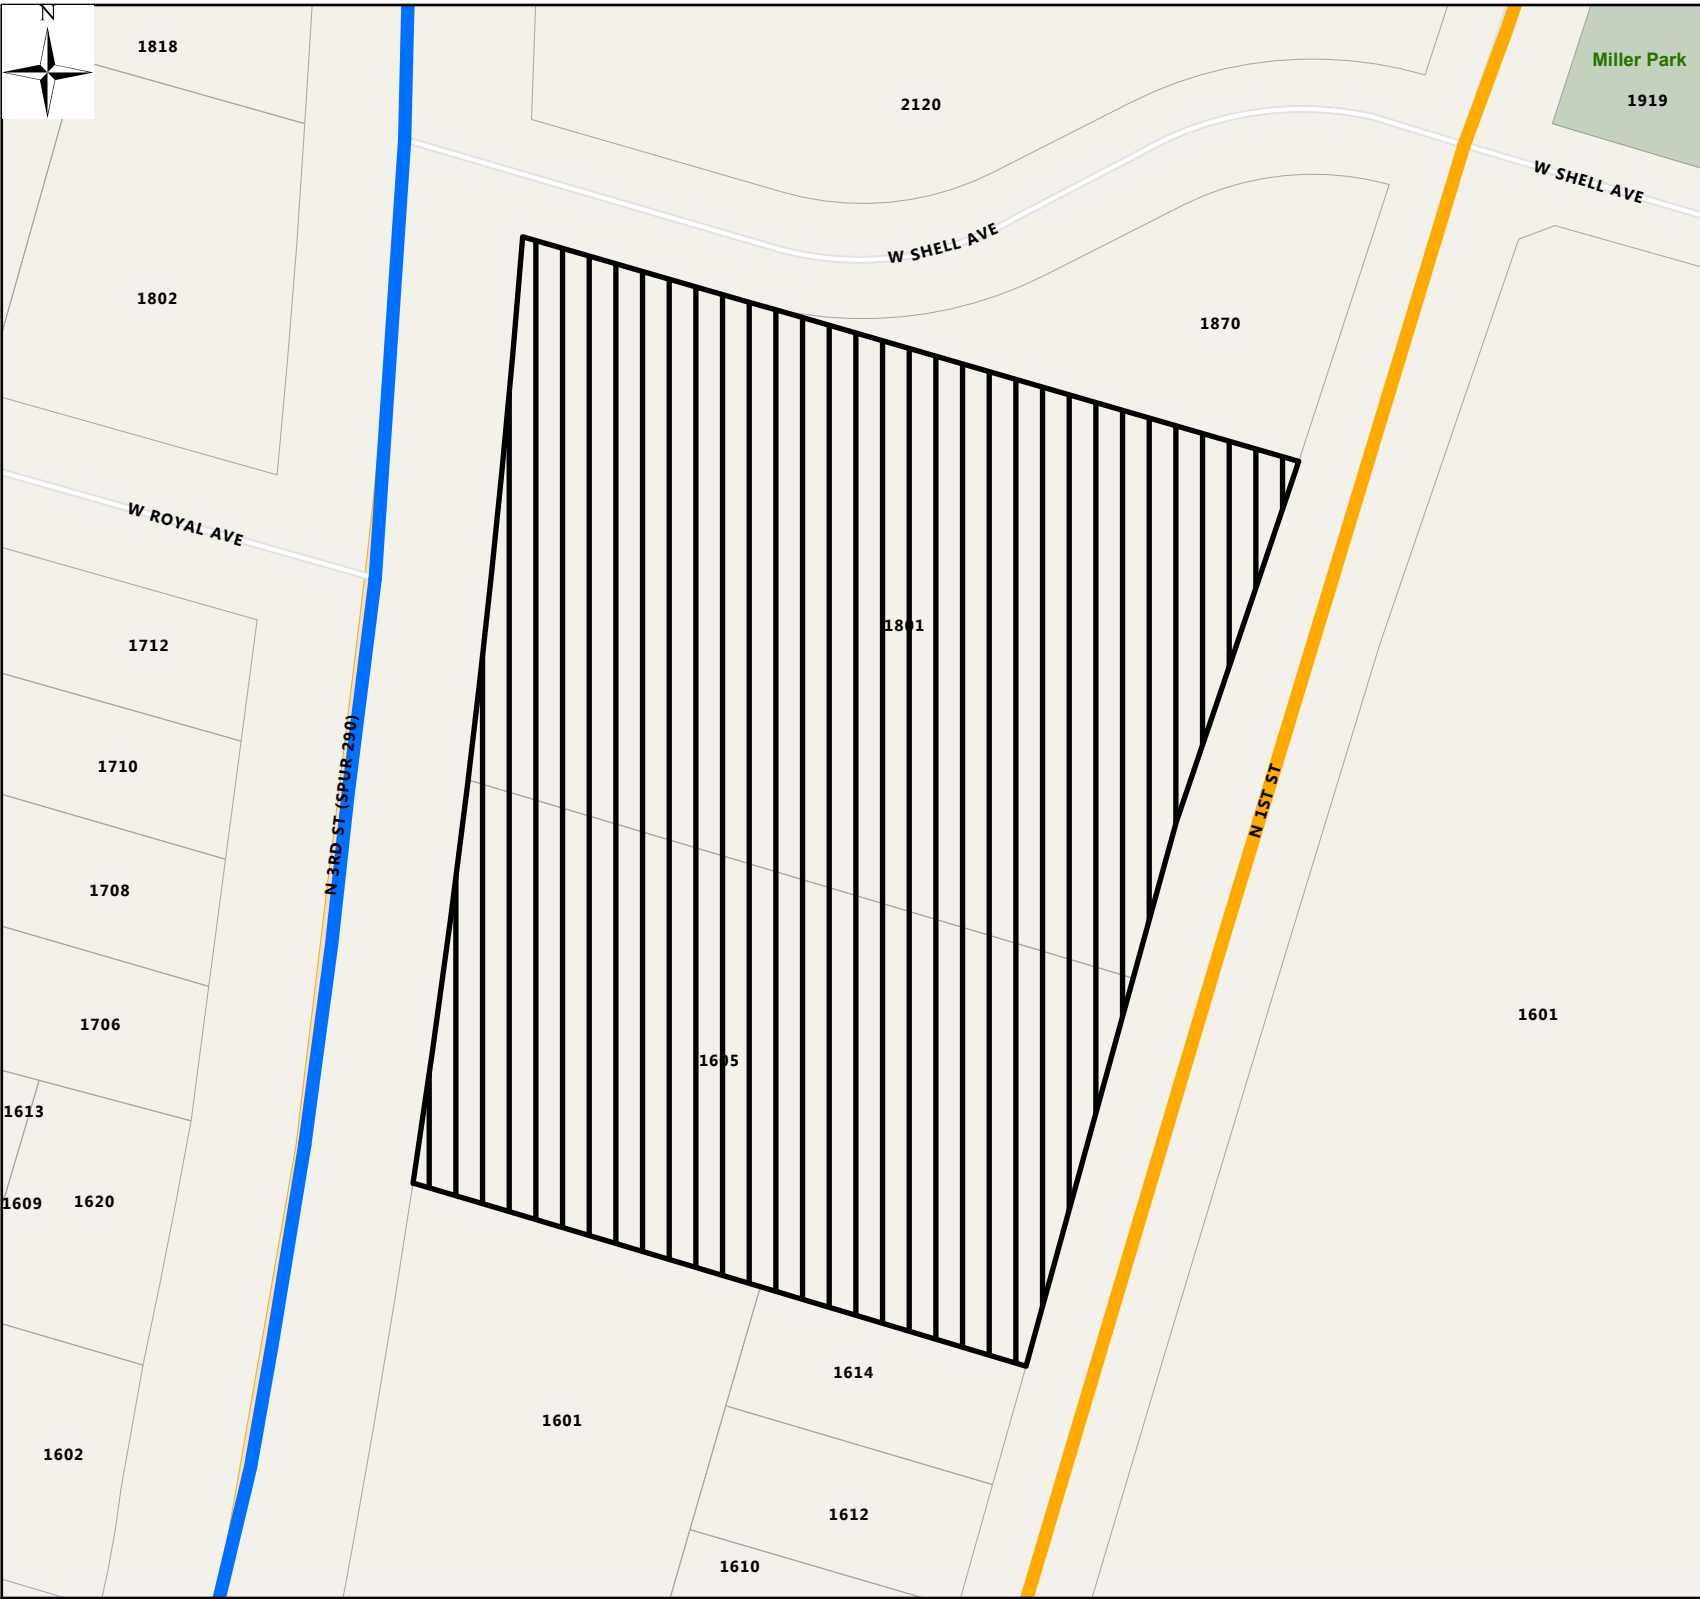 N
1818
Miller Park
1919
2120
W SHELL AVE
W SHELL AVE
1802
1870
W ROYAL AVE
1801
1712
1710
N 3RD ST (SPUR 290)
N 1ST ST
1708
1706
1601
1605
1613
1609
1620
1614
1601
1602
1612
1610